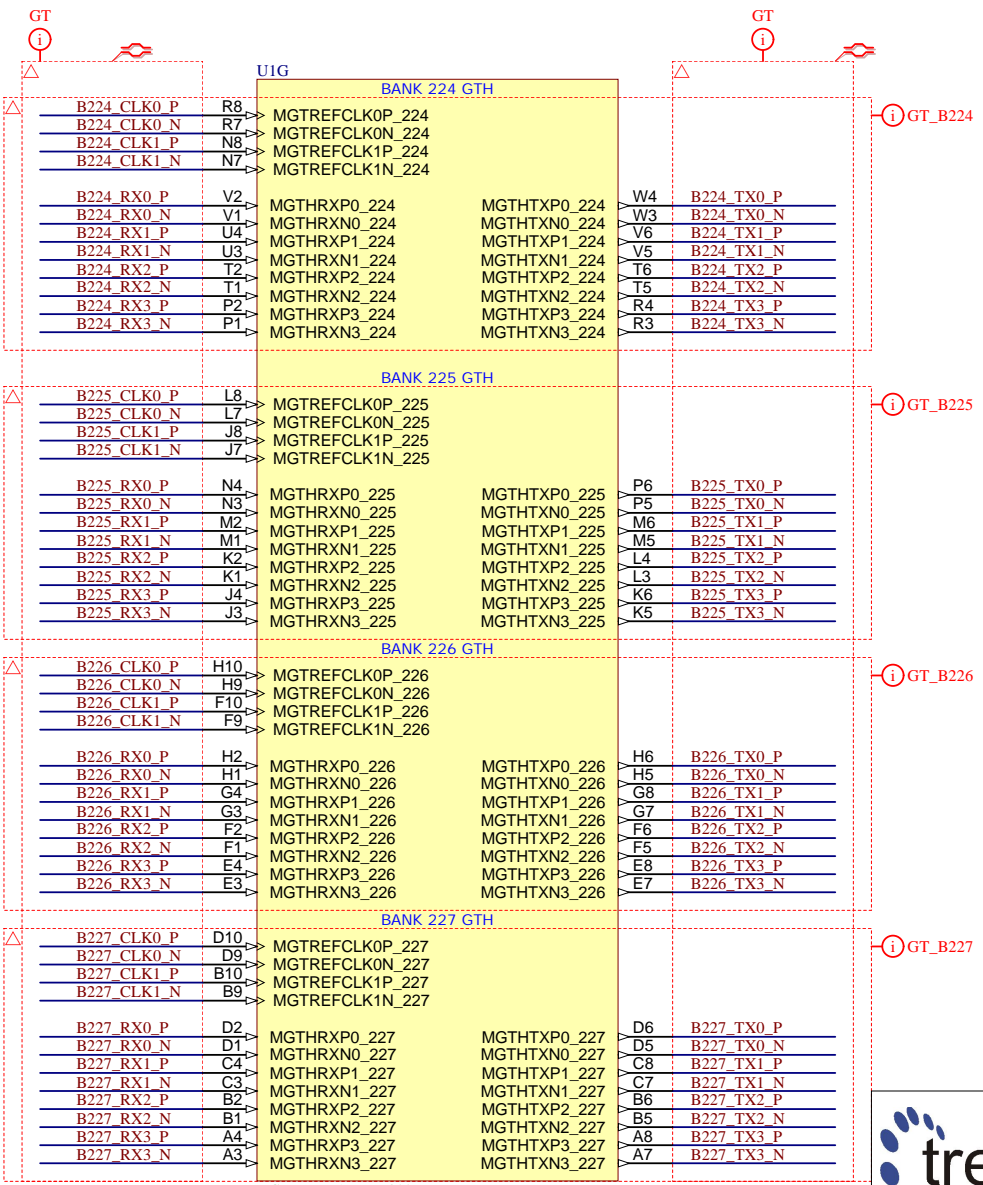 GT GT
i i
U1G
BANK 224 GTH
B224_CLK0_P R8 MGTREFCLK0P_224 i GT_B224
B224_CLK0_N R7 MGTREFCLK0N_224
B224_CLK1_P N8 MGTREFCLK1P_224
B224_CLK1_N N7 MGTREFCLK1N_224
B224_RX0_P V2 MGTHRXP0_224 MGTHTXP0_224 W4 B224_TX0_P
B224_RX0_N V1 MGTHRXN0_224 MGTHTXN0_224 W3 B224_TX0_N
B224_RX1_P U4 MGTHRXP1_224 MGTHTXP1_224 V6 B224_TX1_P
B224_RX1_N U3 MGTHRXN1_224 MGTHTXN1_224 V5 B224_TX1_N
B224_RX2_P T2 MGTHRXP2_224 MGTHTXP2_224 T6 B224_TX2_P
B224_RX2_N T1 MGTHRXN2_224 MGTHTXN2_224 T5 B224_TX2_N
B224_RX3_P P2 MGTHRXP3_224 MGTHTXP3_224 R4 B224_TX3_P
B224_RX3_N P1 MGTHRXN3_224 MGTHTXN3_224 R3 B224_TX3_N
BANK 225 GTH
B225_CLK0_P L8 MGTREFCLK0P_225 i GT_B225
B225_CLK0_N L7 MGTREFCLK0N_225
B225_CLK1_P J8 MGTREFCLK1P_225
B225_CLK1_N J7 MGTREFCLK1N_225
B225_RX0_P N4 MGTHRXP0_225 MGTHTXP0_225 P6 B225_TX0_P
B225_RX0_N N3 MGTHRXN0_225 MGTHTXN0_225 P5 B225_TX0_N
B225_RX1_P M2 MGTHRXP1_225 MGTHTXP1_225 M6 B225_TX1_P
B225_RX1_N M1 MGTHRXN1_225 MGTHTXN1_225 M5 B225_TX1_N
B225_RX2_P K2 MGTHRXP2_225 MGTHTXP2_225 L4 B225_TX2_P
B225_RX2_N K1 MGTHRXN2_225 MGTHTXN2_225 L3 B225_TX2_N
B225_RX3_P J4 MGTHRXP3_225 MGTHTXP3_225 K6 B225_TX3_P
B225_RX3_N J3 MGTHRXN3_225 MGTHTXN3_225 K5 B225_TX3_N
BANK 226 GTH
B226_CLK0_P H10 MGTREFCLK0P_226 i GT_B226
B226_CLK0_N H9 MGTREFCLK0N_226
B226_CLK1_P F10 MGTREFCLK1P_226
B226_CLK1_N F9 MGTREFCLK1N_226
B226_RX0_P H2 MGTHRXP0_226 MGTHTXP0_226 H6 B226_TX0_P
B226_RX0_N H1 MGTHRXN0_226 MGTHTXN0_226 H5 B226_TX0_N
B226_RX1_P G4 MGTHRXP1_226 MGTHTXP1_226 G8 B226_TX1_P
B226_RX1_N G3 MGTHRXN1_226 MGTHTXN1_226 G7 B226_TX1_N
B226_RX2_P F2 MGTHRXP2_226 MGTHTXP2_226 F6 B226_TX2_P
B226_RX2_N F1 MGTHRXN2_226 MGTHTXN2_226 F5 B226_TX2_N
B226_RX3_P E4 MGTHRXP3_226 MGTHTXP3_226 E8 B226_TX3_P
B226_RX3_N E3 MGTHRXN3_226 MGTHTXN3_226 E7 B226_TX3_N
BANK 227 GTH
B227_CLK0_P D10 MGTREFCLK0P_227 i GT_B227
B227_CLK0_N D9 MGTREFCLK0N_227
B227_CLK1_P B10 MGTREFCLK1P_227
B227_CLK1_N B9 MGTREFCLK1N_227
B227_RX0_P D2 MGTHRXP0_227 MGTHTXP0_227 D6 B227_TX0_P
B227_RX0_N D1 MGTHRXN0_227 MGTHTXN0_227 D5 B227_TX0_N
B227_RX1_P C4 MGTHRXP1_227 MGTHTXP1_227 C8 B227_TX1_P
B227_RX1_N C3 MGTHRXN1_227 MGTHTXN1_227 C7 B227_TX1_N
B227_RX2_P B2 MGTHRXP2_227 MGTHTXP2_227 B6 B227_TX2_P
B227_RX2_N B1 MGTHRXN2_227 MGTHTXN2_227 B5 B227_TX2_N
B227_RX3_P A4 MGTHRXP3_227 MGTHTXP3_227 A8 B227_TX3_P
B227_RX3_N A3 MGTHRXN3_227 MGTHTXN3_227 A7 B227_TX3_N
tre